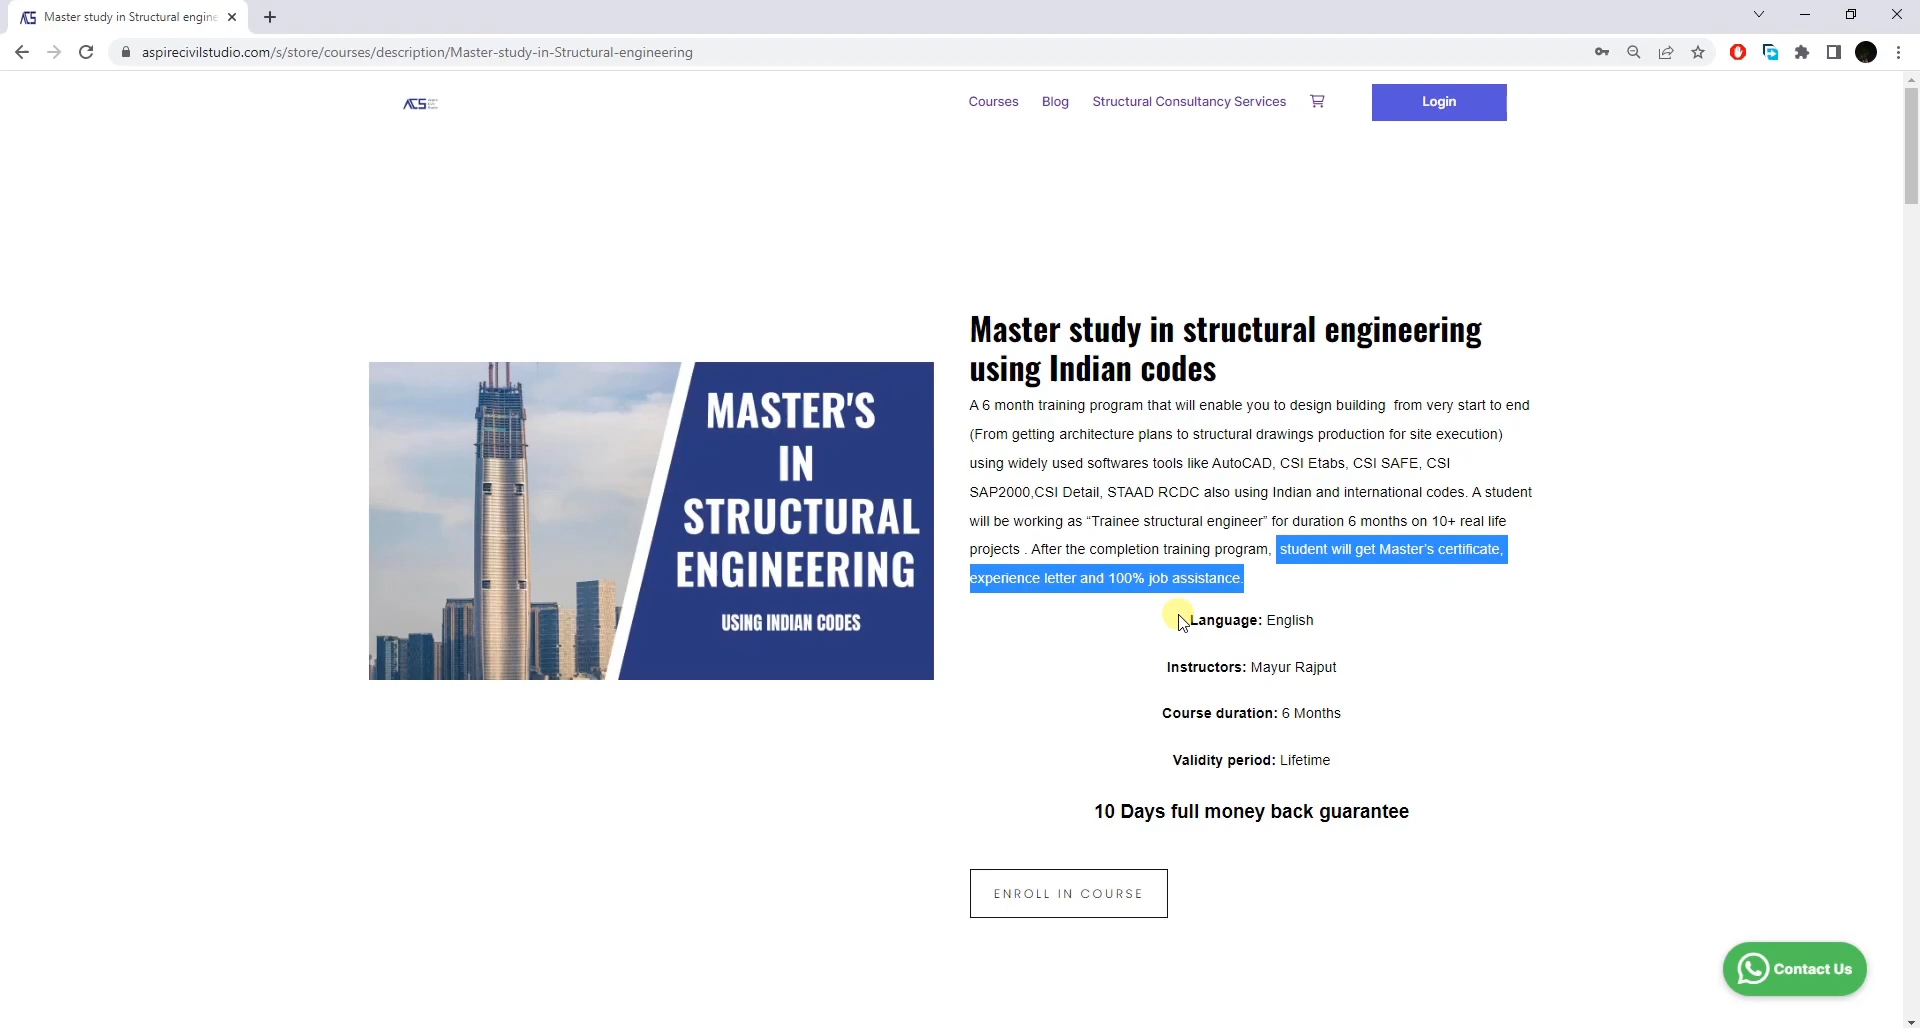 Master study in Structural engine
aspirecivilstudio.com/s/store/courses/description/Master-study-in-Structural-engineering
ACS
Courses
Blog
Structural Consultancy Services
Login
Master study in structural engineering
using Indian codes
A 6 month training program that will enable you to design building from very start to end
(From getting architecture plans to structural drawings production for site execution)
using widely used softwares tools like AutoCAD, CSI Etabs, CSI SAFE, CSI
SAP2000,CSI Detail, STAAD RCDC also using Indian and international codes. A student
will be working as “Trainee structural engineer” for duration 6 months on 10+ real life
projects . After the completion training program, student will get Master’s certificate,
experience letter and 100% job assistance.
MASTER'S
IN
STRUCTURAL
ENGINEERING
USING INDIAN CODES
Language: English
Instructors: Mayur Rajput
Course duration: 6 Months
Validity period: Lifetime
10 Days full money back guarantee
ENROLL IN COURSE
Contact Us